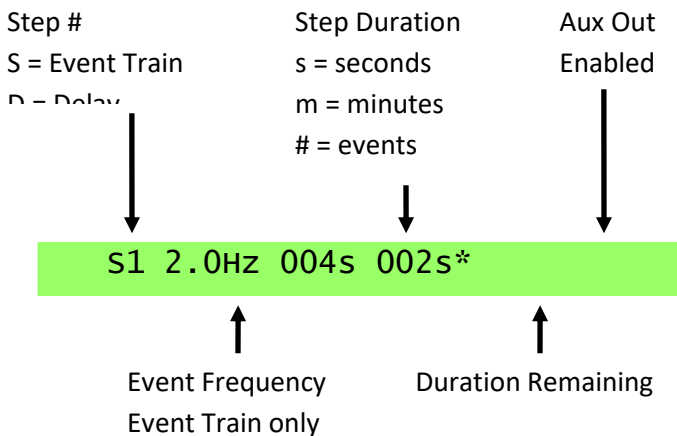 Step #
S = Event Train
D = Delay
Step Duration
s = seconds
m = minutes
# = events
Aux Out
Enabled
S1 2.0Hz 004s 002s*
Event Frequency
Event Train only
Duration Remaining